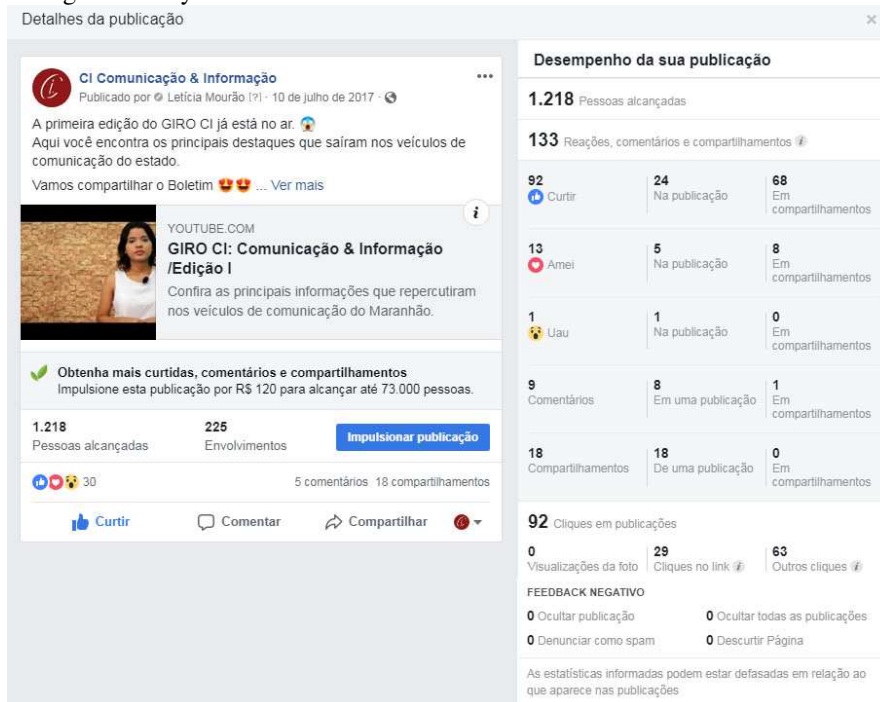 Detalhes da publicação
×
CI Comunicação & Informação
Publicado por Letícia Mourão [?] · 10 de julho de 2017 ·
A primeira edição do GIRO CI já está no ar.
Aqui você encontra os principais destaques que saíram nos veículos de
comunicação do estado.
Vamos compartilhar o Boletim ... Ver mais
i
YOUTUBE.COM
GIRO CI: Comunicação & Informação
/Edição I
Confira as principais informações que repercutiram
nos veículos de comunicação do Maranhão.
Obtenha mais curtidas, comentários e compartilhamentos
Impulsione esta publicação por R$ 120 para alcançar até 73.000 pessoas.
1.218 225
Pessoas alcançadas Envolvimentos Impulsionar publicação
30 5 comentários 18 compartilhamentos
Curtir Comentar Compartilhar
Desempenho da sua publicação
1.218 Pessoas alcançadas
133 Reações, comentários e compartilhamentos i
92 24 68
Curtir Na publicação Em
compartilhamentos
13 5 8
Amei Na publicação Em
compartilhamentos
1 1 0
Uau Na publicação Em
compartilhamentos
9 8 1
Comentários Em uma publicação Em
compartilhamentos
18 18 0
Compartilhamentos De uma publicação Em
compartilhamentos
92 Cliques em publicações
0 29 63
Visualizações da foto Cliques no link i Outros cliques i
FEEDBACK NEGATIVO
0 Ocultar publicação 0 Ocultar todas as publicações
0 Denunciar como spam 0 Descurtir Página
As estatísticas informadas podem estar defasadas em relação ao
que aparece nas publicações